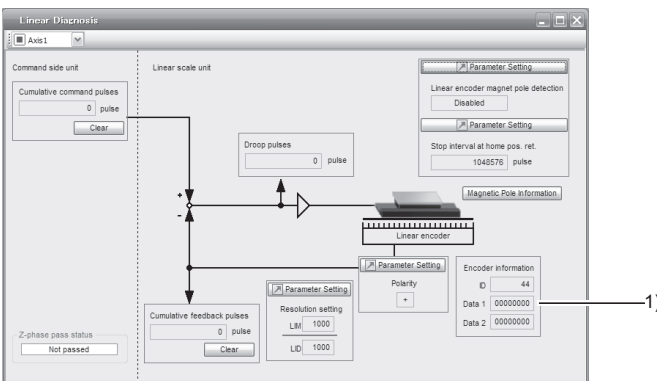 Linear Diagnosis
Axis1
Command side unit
Linear scale unit
Cumulative command pulses
0 pulse
Clear
Parameter Setting
Linear encoder magnet pole detection
Disabled
Parameter Setting
Stop interval at home pos. ret.
1048576 pulse
Magnetic Pole Information
Droop pulses
0 pulse
+
-
Linear encoder
Parameter Setting
Polarity
+
Encoder information
ID 44
Data 1 00000000
Data 2 00000000
1)
Parameter Setting
Resolution setting
LIM 1000
LID 1000
Cumulative feedback pulses
0 pulse
Clear
Z-phase pass status
Not passed